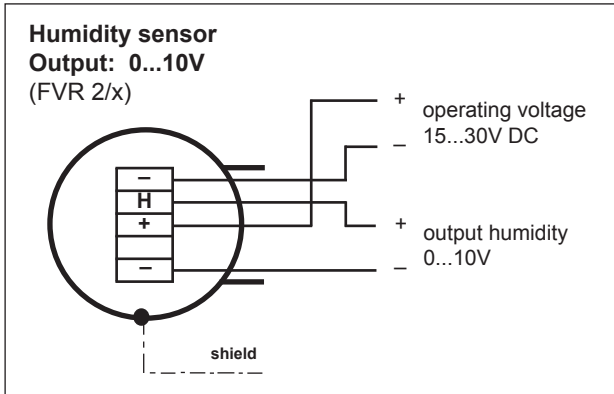 Humidity sensor
Output: 0...10V
(FVR 2/x)
+ operating voltage
– 15...30V DC
–
H
+
–
+ output humidity
– 0...10V
shield